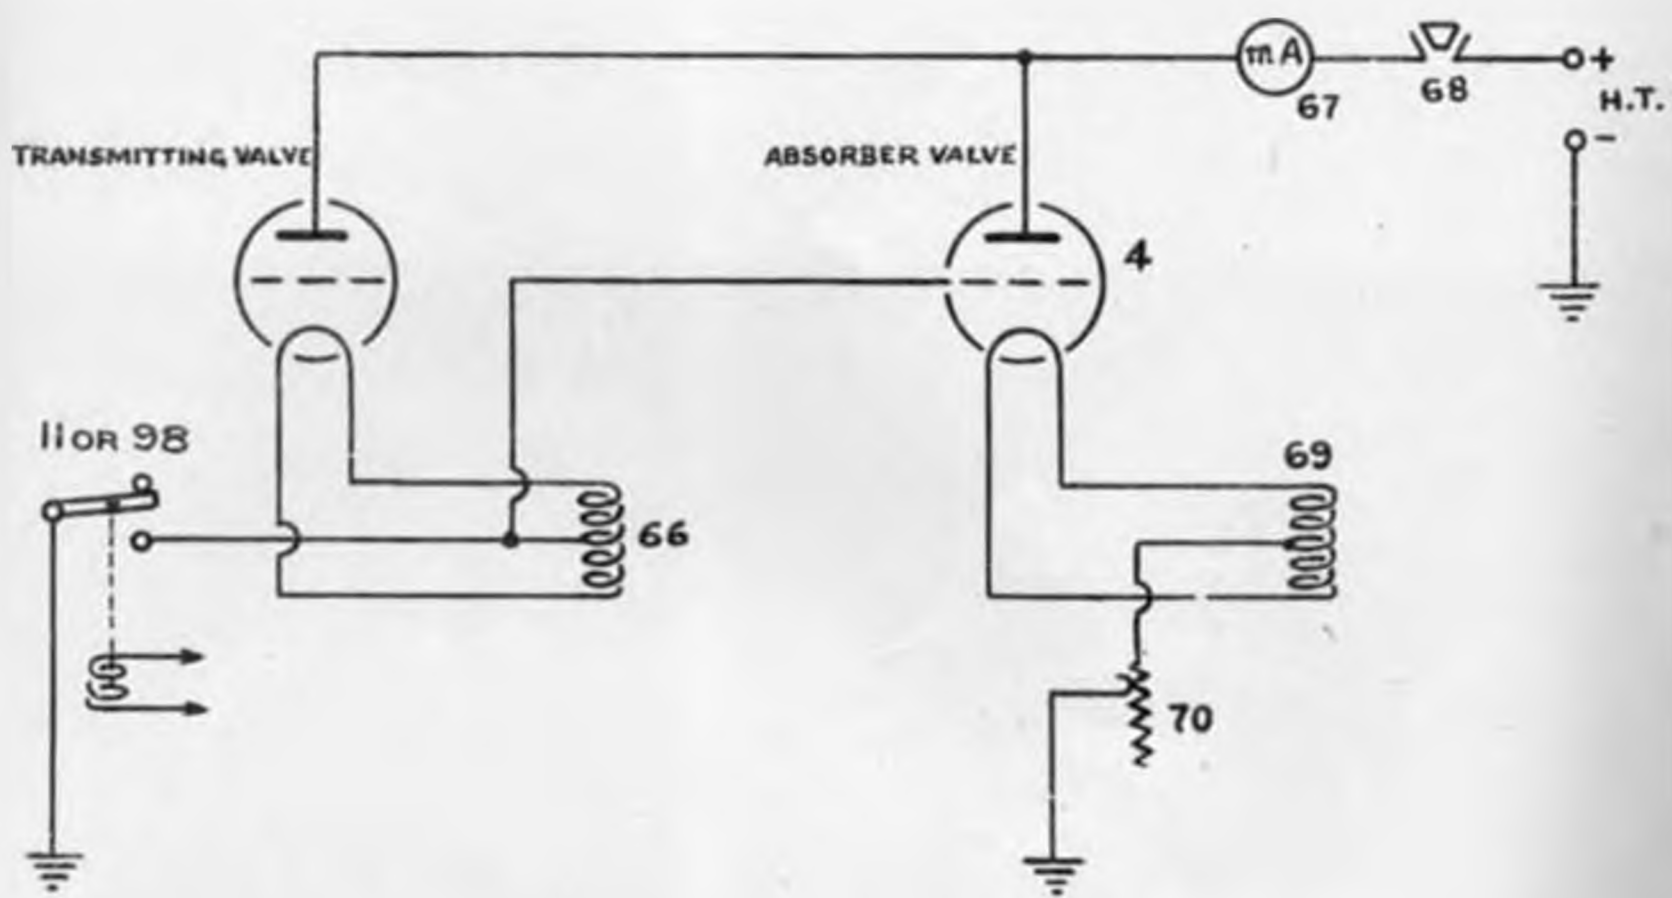 mA
67
68
+
H.T.
-
TRANSMITTING VALVE
ABSORBER VALVE
4
11 OR 98
66
69
70